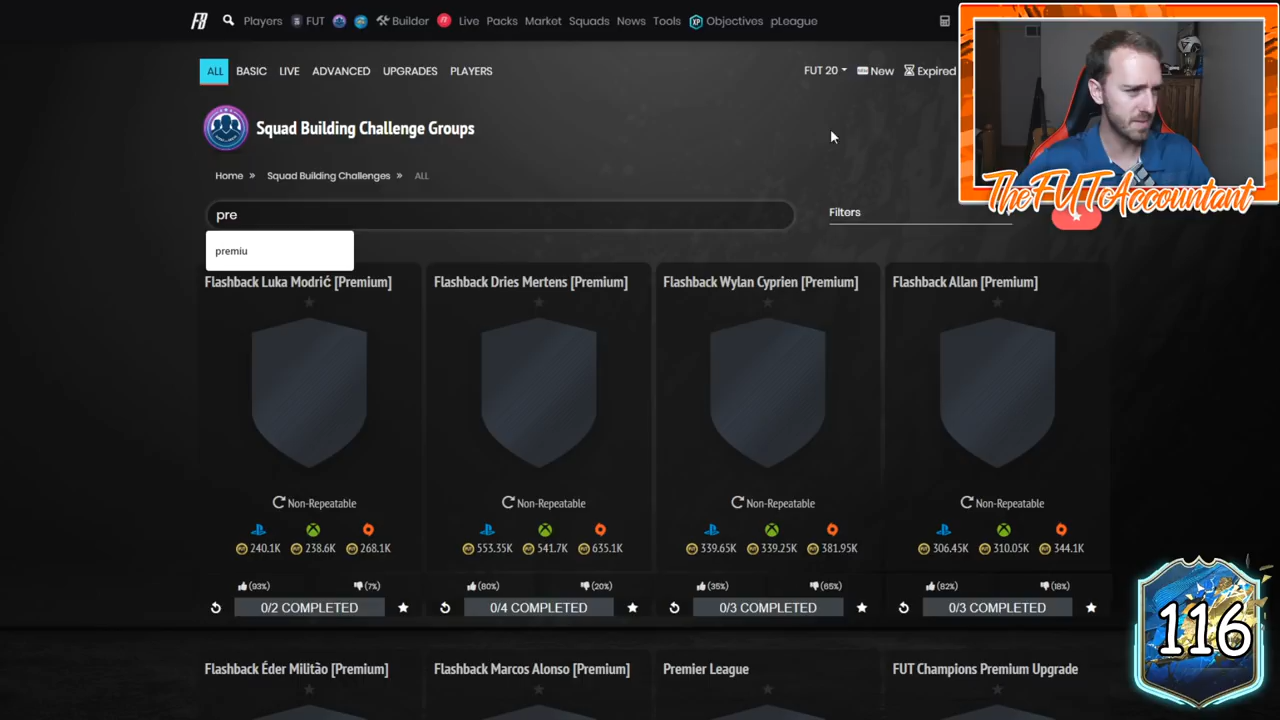 FB Players FUT Builder Live Packs Market Squads News Tools XP Objectives pLeague
ALL BASIC LIVE ADVANCED UPGRADES PLAYERS FUT 20 New Expired
Squad Building Challenge Groups
Home » Squad Building Challenges » ALL
TheFUTAccountant
pre
Filters
premiu
Flashback Luka Modrić [Premium] Flashback Dries Mertens [Premium] Flashback Wylan Cyprien [Premium] Flashback Allan [Premium]
Non-Repeatable Non-Repeatable Non-Repeatable Non-Repeatable
240.1K 238.6K 268.1K 553.35K 541.7K 635.1K 339.65K 339.25K 381.95K 306.45K 310.05K 344.1K
(93%) (7%) (80%) (20%) (35%) (65%) (82%) (18%)
0/2 COMPLETED 0/4 COMPLETED 0/3 COMPLETED 0/3 COMPLETED
116
Flashback Éder Militão [Premium] Flashback Marcos Alonso [Premium] Premier League FUT Champions Premium Upgrade